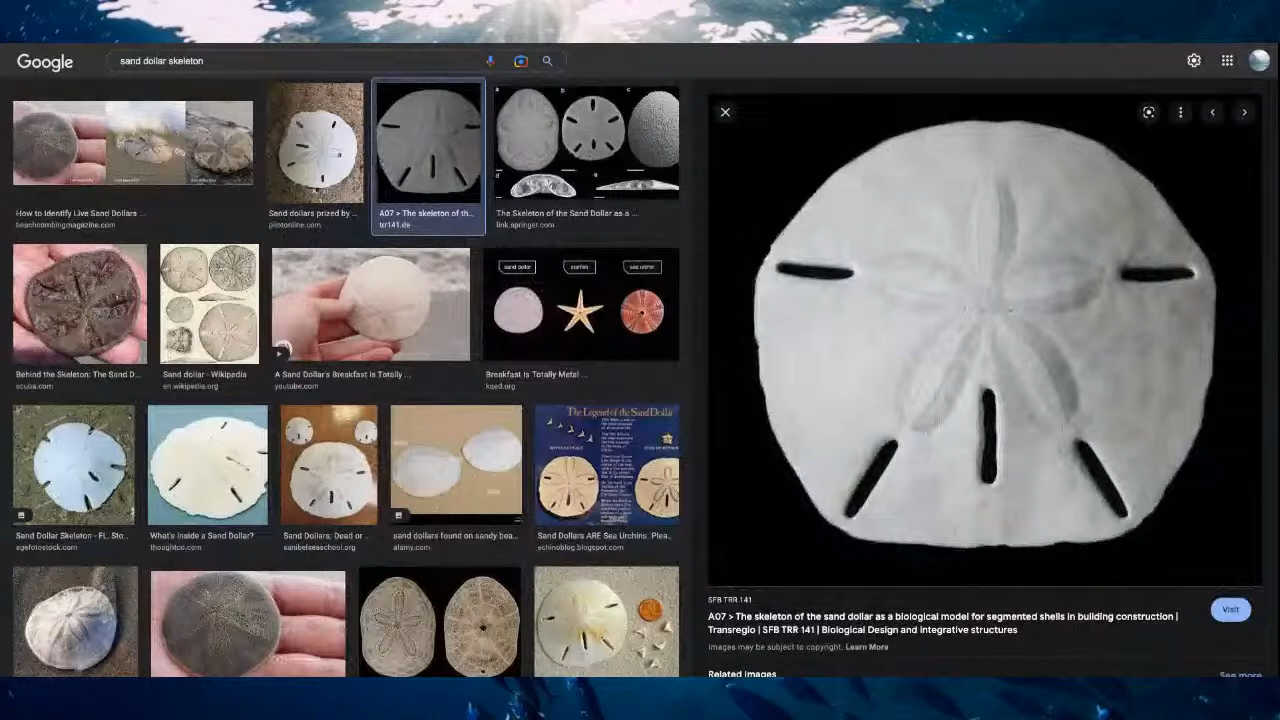 Google
sand dollar skeleton
How to Identify Live Sand Dollars ...
beachcombingmagazine.com
Sand dollars prized by ...
pilotonline.com
A07 > The skeleton of th...
trr141.de
a b c
d e
The Skeleton of the Sand Dollar as a ...
link.springer.com
Behind the Skeleton: The Sand D...
scuba.com
Sand dollar - Wikipedia
en.wikipedia.org
A Sand Dollar's Breakfast Is Totally ...
youtube.com
sand dollar starfish sea urchin
Breakfast Is Totally Metal ...
kqed.org
Sand Dollar Skeleton - FL. Sto...
agefotostock.com
What's Inside a Sand Dollar?
thoughtco.com
Sand Dollars: Dead or ...
sanibelseaschool.org
sand dollars found on sandy bea...
alamy.com
The Legend of the Sand Dollar
Sand Dollars ARE Sea Urchins. Plea...
echinoblog.blogspot.com
SFB TRR 141
A07 > The skeleton of the sand dollar as a biological model for segmented shells in building construction |
Transregio | SFB TRR 141 | Biological Design and integrative structures
Visit
Images may be subject to copyright. Learn More
Related images
See more